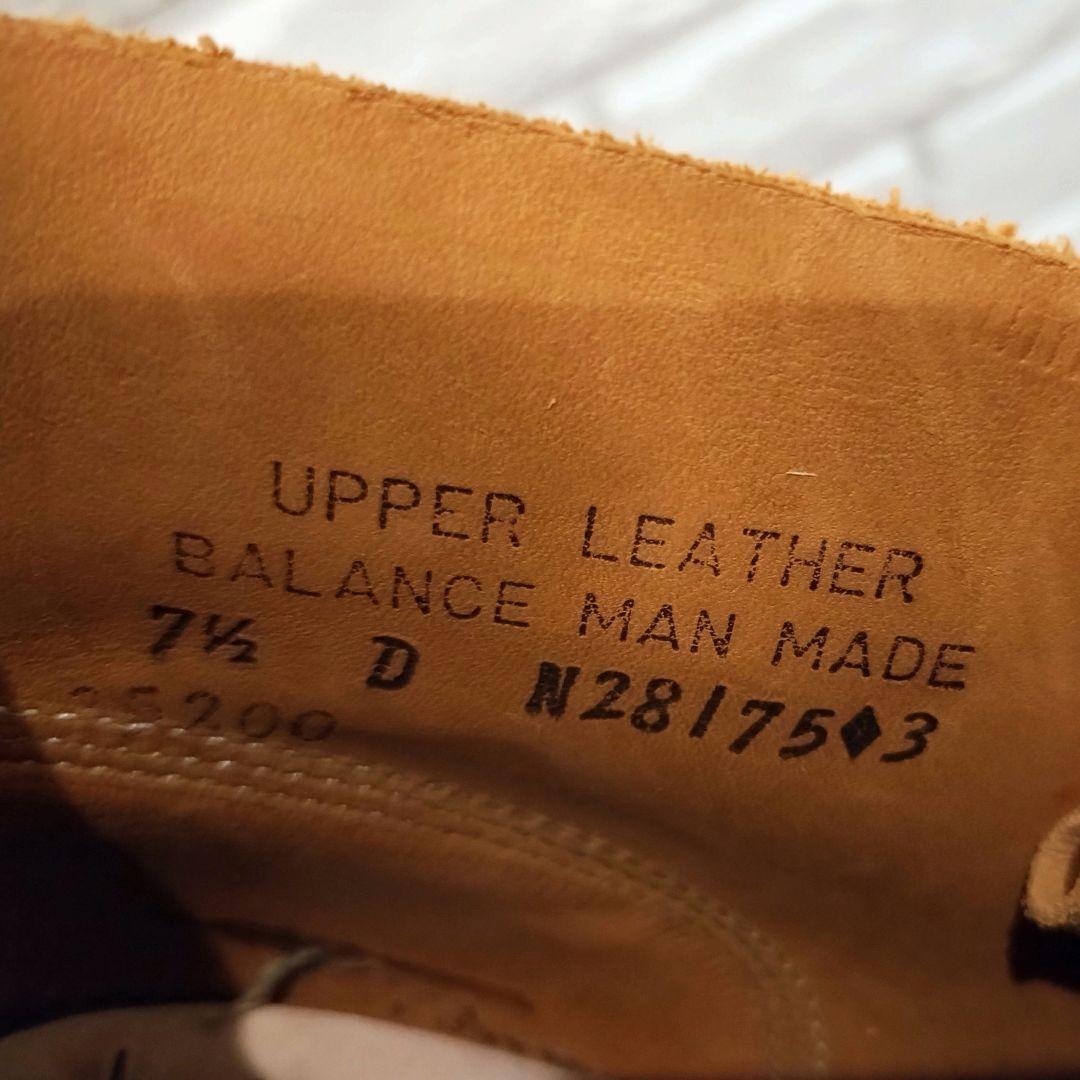 UPPER LEATHER
BALANCE MAN MADE
7½ D N28175♦3